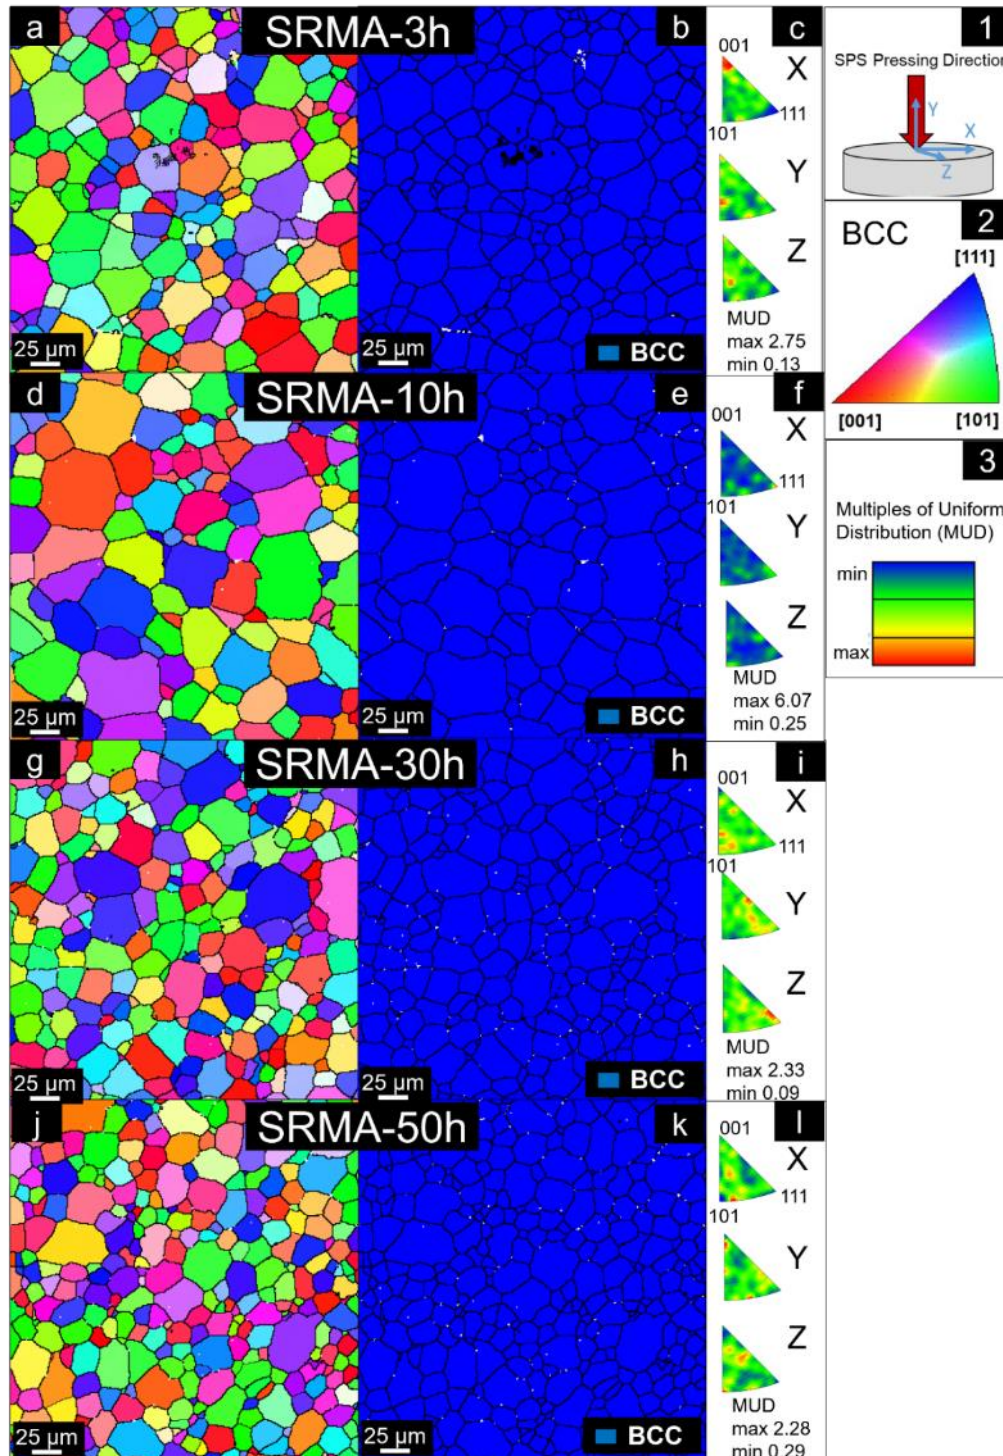 a
SRMA-3h
b
c
001
X
111
101
Y
Z
MUD
max 2.75
min 0.13
25 µm
25 µm
BCC
d
SRMA-10h
e
f
001
X
111
101
Y
Z
MUD
max 6.07
min 0.25
25 µm
25 µm
BCC
g
SRMA-30h
h
i
001
X
111
101
Y
Z
MUD
max 2.33
min 0.09
25 µm
25 µm
BCC
j
SRMA-50h
k
l
001
X
111
101
Y
Z
MUD
max 2.28
min 0.29
25 µm
25 µm
BCC
1
SPS Pressing Direction
Y
X
Z
2
BCC
[111]
[001]
[101]
3
Multiples of Uniform
Distribution (MUD)
min
max